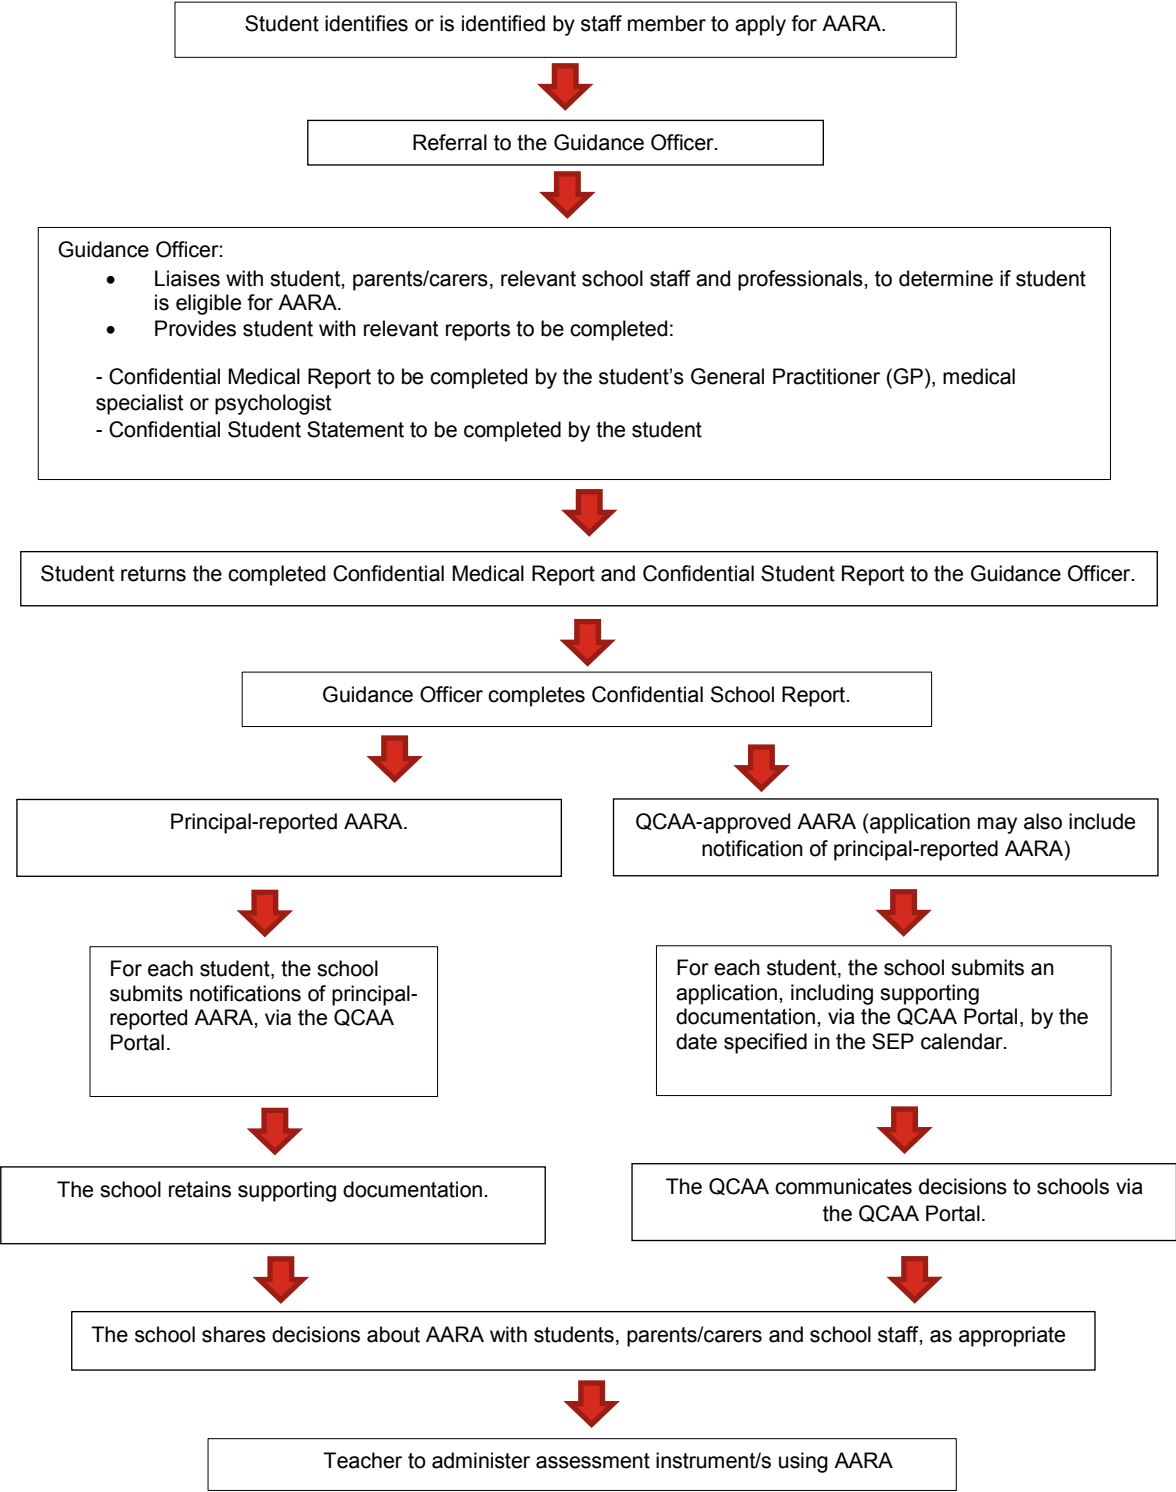 Student identifies or is identified by staff member to apply for AARA.
Referral to the Guidance Officer.
Guidance Officer:
• Liaises with student, parents/carers, relevant school staff and professionals, to determine if student
is eligible for AARA.
• Provides student with relevant reports to be completed:
- Confidential Medical Report to be completed by the student’s General Practitioner (GP), medical
specialist or psychologist
- Confidential Student Statement to be completed by the student
Student returns the completed Confidential Medical Report and Confidential Student Report to the Guidance Officer.
Guidance Officer completes Confidential School Report.
Principal-reported AARA.
QCAA-approved AARA (application may also include
notification of principal-reported AARA)
For each student, the school
submits notifications of principal-
reported AARA, via the QCAA
Portal.
For each student, the school submits an
application, including supporting
documentation, via the QCAA Portal, by the
date specified in the SEP calendar.
The school retains supporting documentation.
The QCAA communicates decisions to schools via
the QCAA Portal.
The school shares decisions about AARA with students, parents/carers and school staff, as appropriate
Teacher to administer assessment instrument/s using AARA